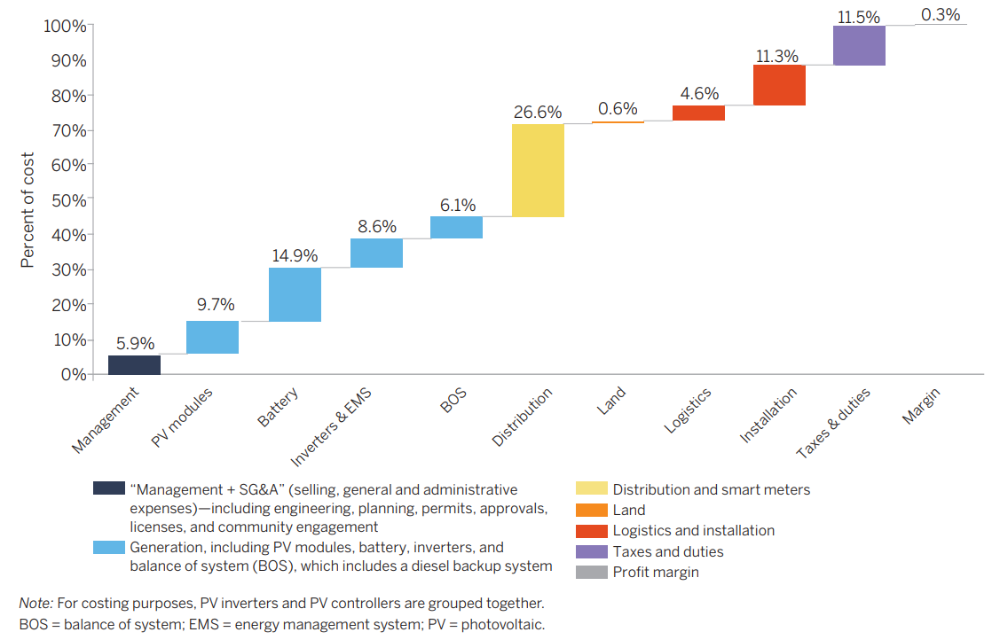 100%
90%
80%
70%
60%
50%
40%
30%
20%
10%
0%
Percent of cost
5.9%
9.7%
14.9%
8.6%
6.1%
26.6%
0.6%
4.6%
11.3%
11.5%
0.3%
Management
PV modules
Battery
Inverters & EMS
BOS
Distribution
Land
Logistics
Installation
Taxes & duties
Margin
“Management + SG&A” (selling, general and administrative
expenses)—including engineering, planning, permits, approvals,
licenses, and community engagement
Generation, including PV modules, battery, inverters, and
balance of system (BOS), which includes a diesel backup system
Distribution and smart meters
Land
Logistics and installation
Taxes and duties
Profit margin
Note: For costing purposes, PV inverters and PV controllers are grouped together.
BOS = balance of system; EMS = energy management system; PV = photovoltaic.